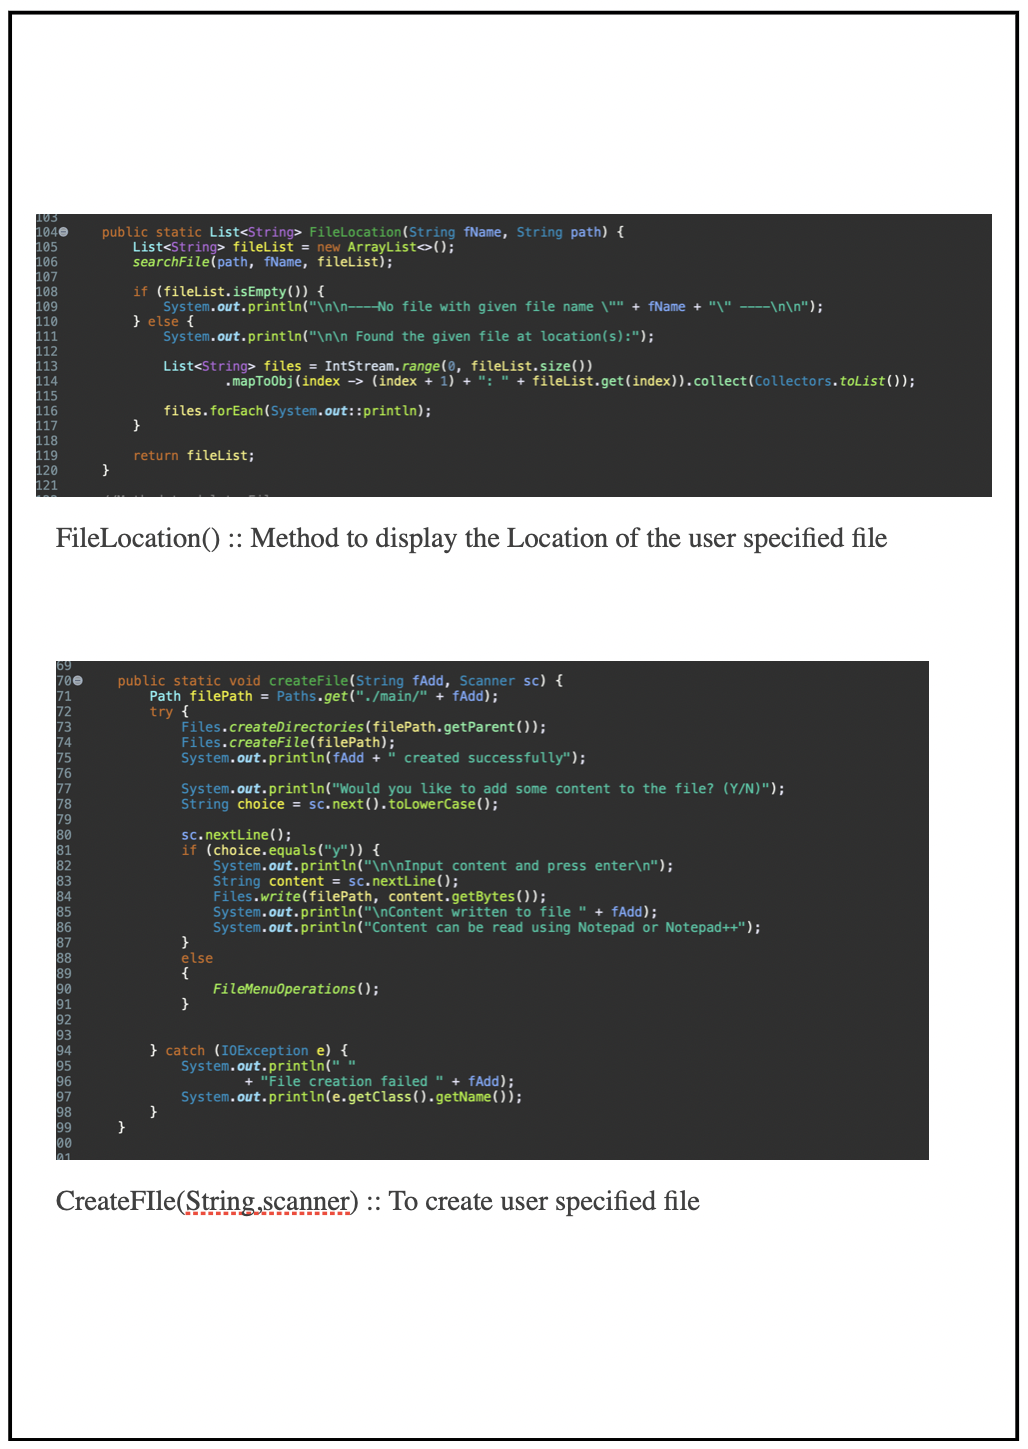 103
104 public static List<String> FileLocation(String fName, String path) {
105 List<String> fileList = new ArrayList<>();
106 searchFile(path, fName, fileList);
107
108 if (fileList.isEmpty()) {
109 System.out.println("\n\n----No file with given file name \"" + fName + "\" ----\n\n");
110 } else {
111 System.out.println("\n\n Found the given file at location(s):");
112
113 List<String> files = IntStream.range(0, fileList.size())
114 .mapToObj(index -> (index + 1) + ": " + fileList.get(index)).collect(Collectors.toList());
115
116 files.forEach(System.out::println);
117 }
118
119 return fileList;
120 }
121
FileLocation() :: Method to display the Location of the user specified file
69
70 public static void createFile(String fAdd, Scanner sc) {
71 Path filePath = Paths.get("./main/" + fAdd);
72 try {
73 Files.createDirectories(filePath.getParent());
74 Files.createFile(filePath);
75 System.out.println(fAdd + " created successfully");
76
77 System.out.println("Would you like to add some content to the file? (Y/N)");
78 String choice = sc.next().toLowerCase();
79
80 sc.nextLine();
81 if (choice.equals("y")) {
82 System.out.println("\n\nInput content and press enter\n");
83 String content = sc.nextLine();
84 Files.write(filePath, content.getBytes());
85 System.out.println("\nContent written to file " + fAdd);
86 System.out.println("Content can be read using Notepad or Notepad++");
87 }
88 else
89 {
90 FileMenuOperations();
91 }
92
93
94 } catch (IOException e) {
95 System.out.println(" "
96 + "File creation failed " + fAdd);
97 System.out.println(e.getClass().getName());
98 }
99 }
00
01
CreateFIle(String,scanner) :: To create user specified file